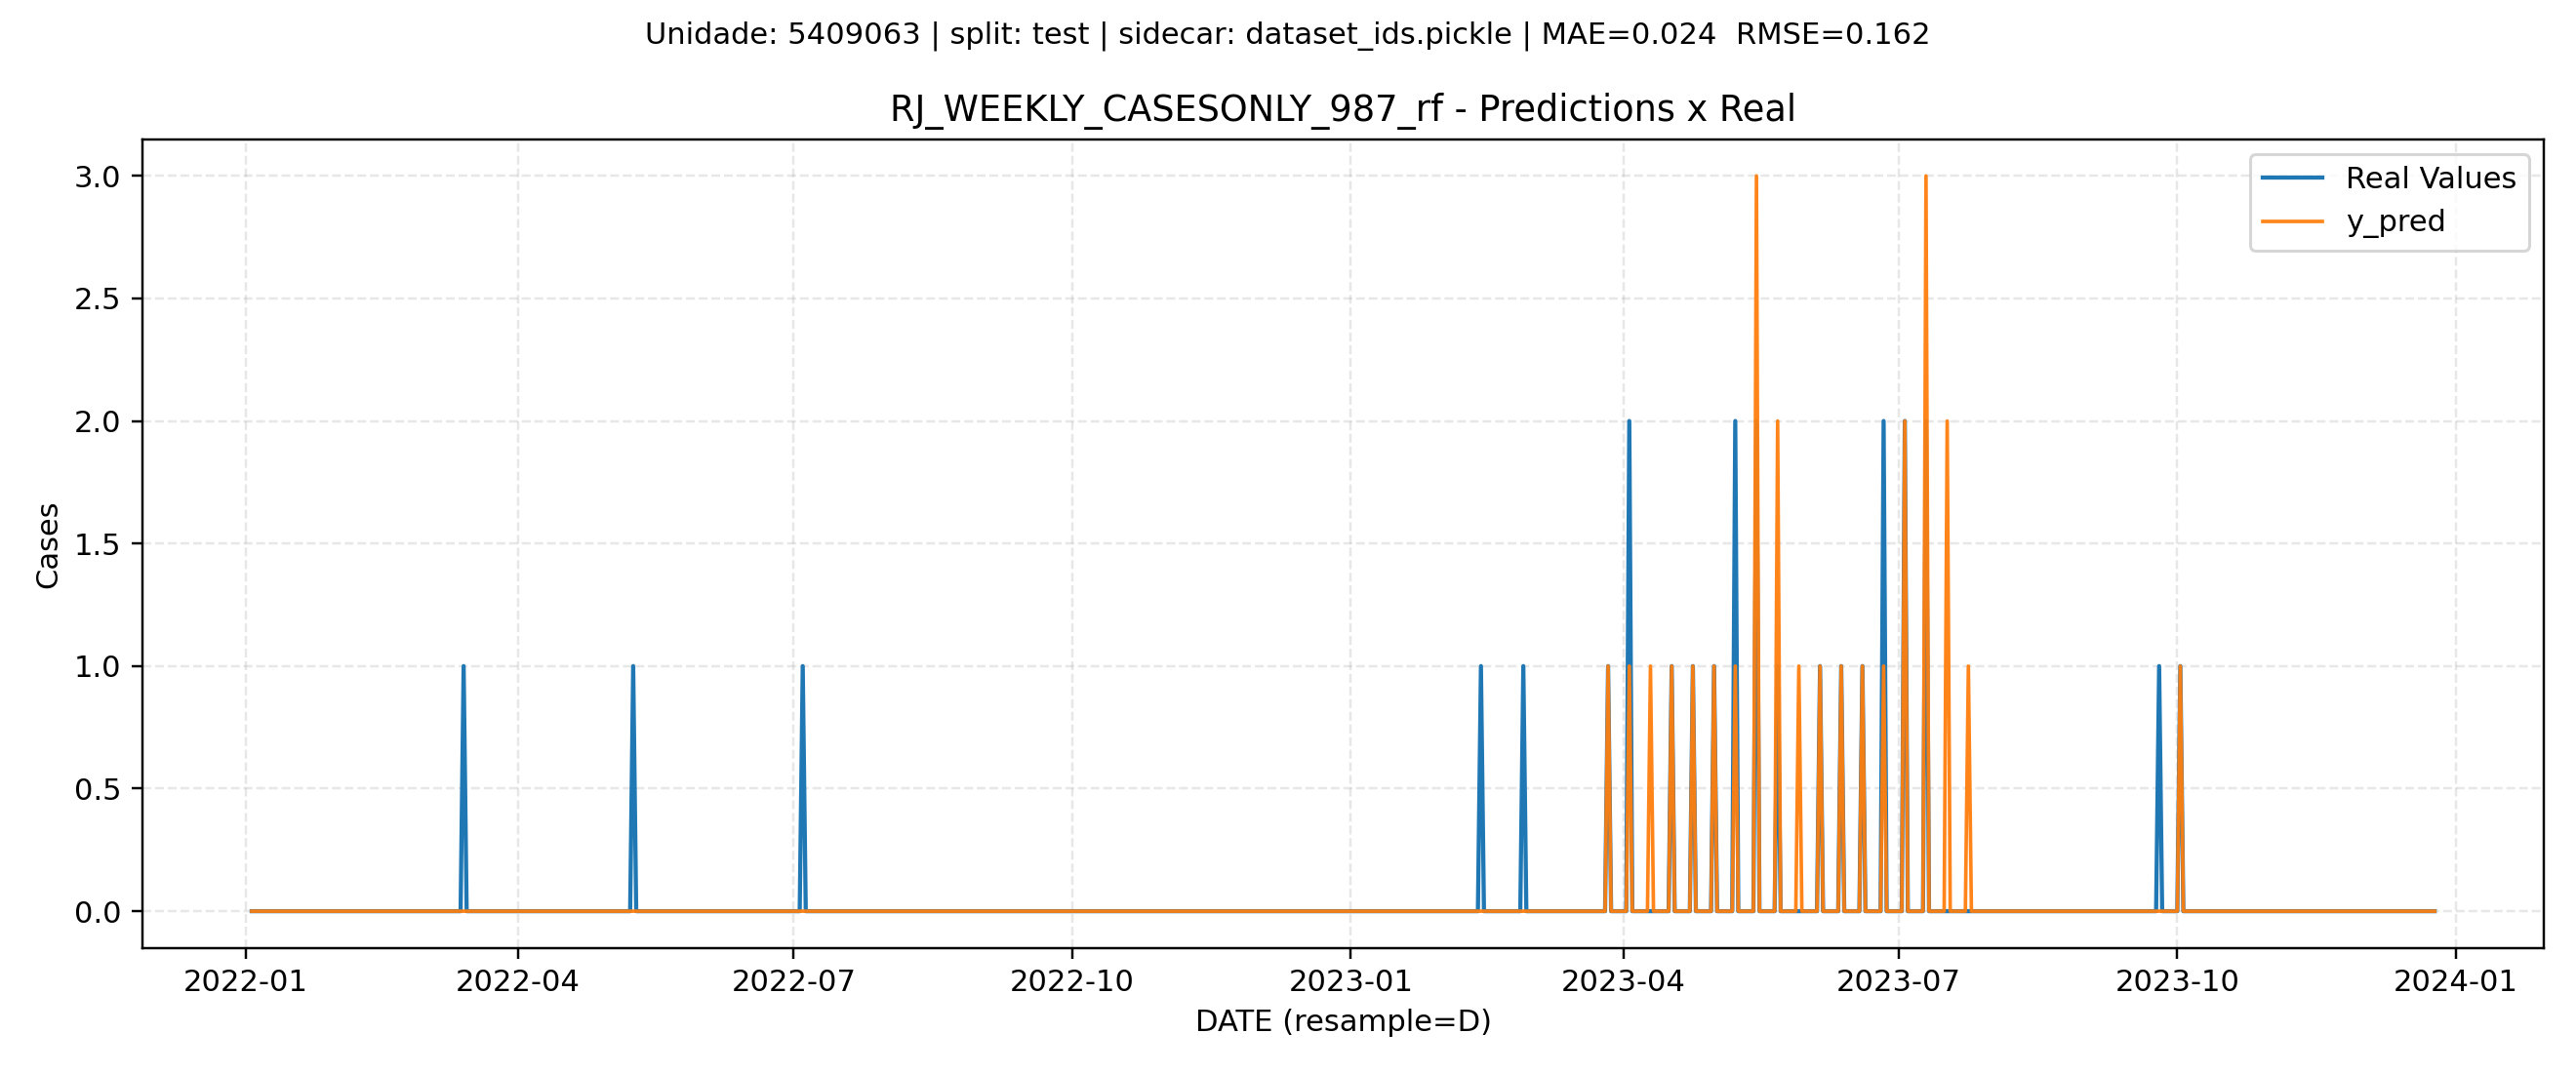 Unidade: 5409063 | split: test | sidecar: dataset_ids.pickle | MAE=0.024  RMSE=0.162
RJ_WEEKLY_CASESONLY_987_rf - Predictions x Real
Real Values
y_pred
3.0
2.5
2.0
1.5
1.0
0.5
0.0
Cases
2022-01
2022-04
2022-07
2022-10
2023-01
2023-04
2023-07
2023-10
2024-01
DATE (resample=D)